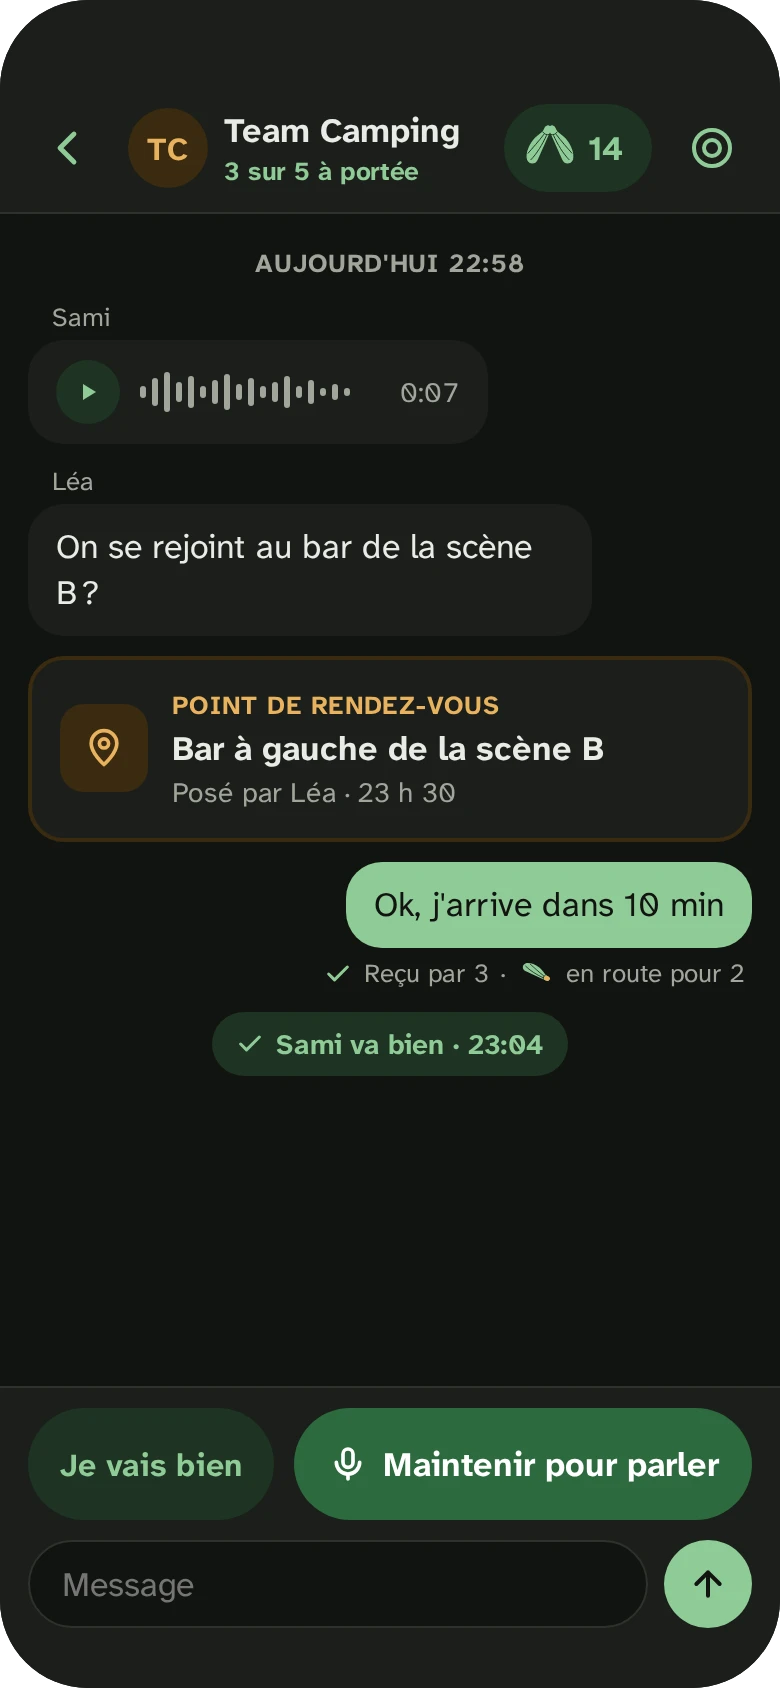 TC
Team Camping
3 sur 5 à portée
14
AUJOURD'HUI 22:58
Sami
0:07
Léa
On se rejoint au bar de la scène
B ?
POINT DE RENDEZ-VOUS
Bar à gauche de la scène B
Posé par Léa · 23 h 30
Ok, j'arrive dans 10 min
Reçu par 3 · en route pour 2
Sami va bien · 23:04
Je vais bien
Maintenir pour parler
Message